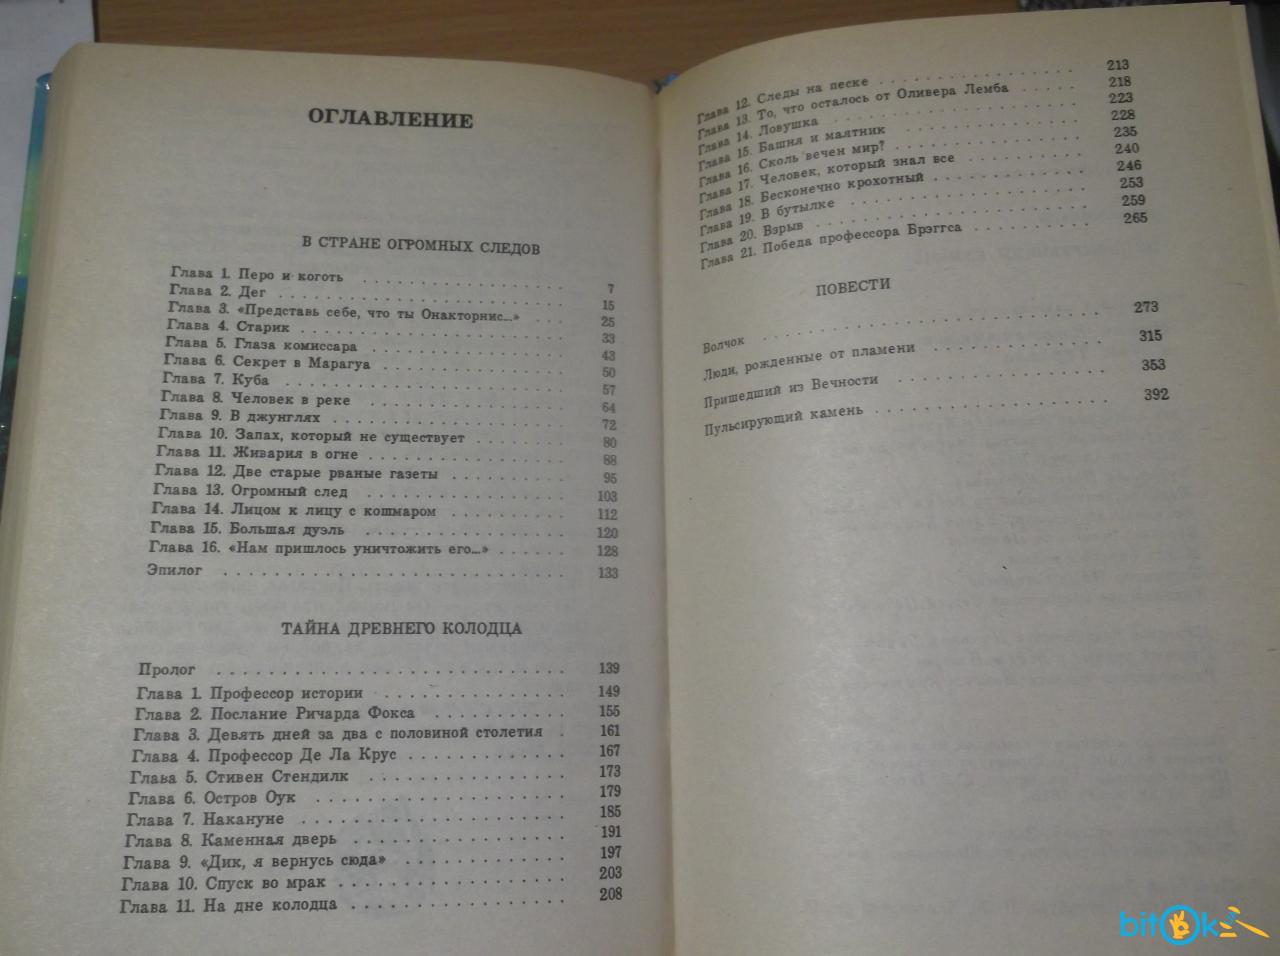 ОГЛАВЛЕНИЕ
В СТРАНЕ ОГРОМНЫХ СЛЕДОВ
Глава 1. Перо и коготь . . . . . . . . . . . . 7
Глава 2. Дег . . . . . . . . . . . . 15
Глава 3. «Представь себе, что ты Онакторнис...» . . . 25
Глава 4. Старик . . . . . . . . . . . . 33
Глава 5. Глаза комиссара . . . . . . . . . . . . 43
Глава 6. Секрет в Марагуа . . . . . . . . . . . . 50
Глава 7. Куба . . . . . . . . . . . . 57
Глава 8. Человек в реке . . . . . . . . . . . . 64
Глава 9. В джунглях . . . . . . . . . . . . 72
Глава 10. Запах, который не существует . . . . . . 80
Глава 11. Живария в огне . . . . . . . . . . . . 88
Глава 12. Две старые рваные газеты . . . . . . . . 95
Глава 13. Огромный след . . . . . . . . . . . . 103
Глава 14. Лицом к лицу с кошмаром . . . . . . . . 112
Глава 15. Большая дуэль . . . . . . . . . . . . 120
Глава 16. «Нам пришлось уничтожить его...» . . . . . 128
Эпилог . . . . . . . . . . . . 133
ТАЙНА ДРЕВНЕГО КОЛОДЦА
Пролог . . . . . . . . . . . . 139
Глава 1. Профессор истории . . . . . . . . . . . . 149
Глава 2. Послание Ричарда Фокса . . . . . . . . . 155
Глава 3. Девять дней за два с половиной столетия . 161
Глава 4. Профессор Де Ла Крус . . . . . . . . . . 167
Глава 5. Стивен Стендилк . . . . . . . . . . . . 173
Глава 6. Остров Оук . . . . . . . . . . . . 179
Глава 7. Накануне . . . . . . . . . . . . 185
Глава 8. Каменная дверь . . . . . . . . . . . . 191
Глава 9. «Дик, я вернусь сюда» . . . . . . . . . . 197
Глава 10. Спуск во мрак . . . . . . . . . . . . 203
Глава 11. На дне колодца . . . . . . . . . . . . 208
Глава 12. Следы на песке . . . . . . . . . . . . 213
Глава 13. То, что осталось от Оливера Лемба . . . . . 218
Глава 14. Ловушка . . . . . . . . . . . . 223
Глава 15. Башня и маятник . . . . . . . . . . . . 228
Глава 16. Сколь вечен мир? . . . . . . . . . . . . 235
Глава 17. Человек, который знал все . . . . . . . . 240
Глава 18. Бесконечно крохотный . . . . . . . . . . 246
Глава 19. В бутылке . . . . . . . . . . . . 253
Глава 20. Взрыв . . . . . . . . . . . . 259
Глава 21. Победа профессора Брэггса . . . . . . . . 265
ПОВЕСТИ
Волчок . . . . . . . . . . . . 273
Люди, рожденные от пламени . . . . . . . . . . 315
Пришедший из Вечности . . . . . . . . . . . . 353
Пульсирующий камень . . . . . . . . . . . . 392